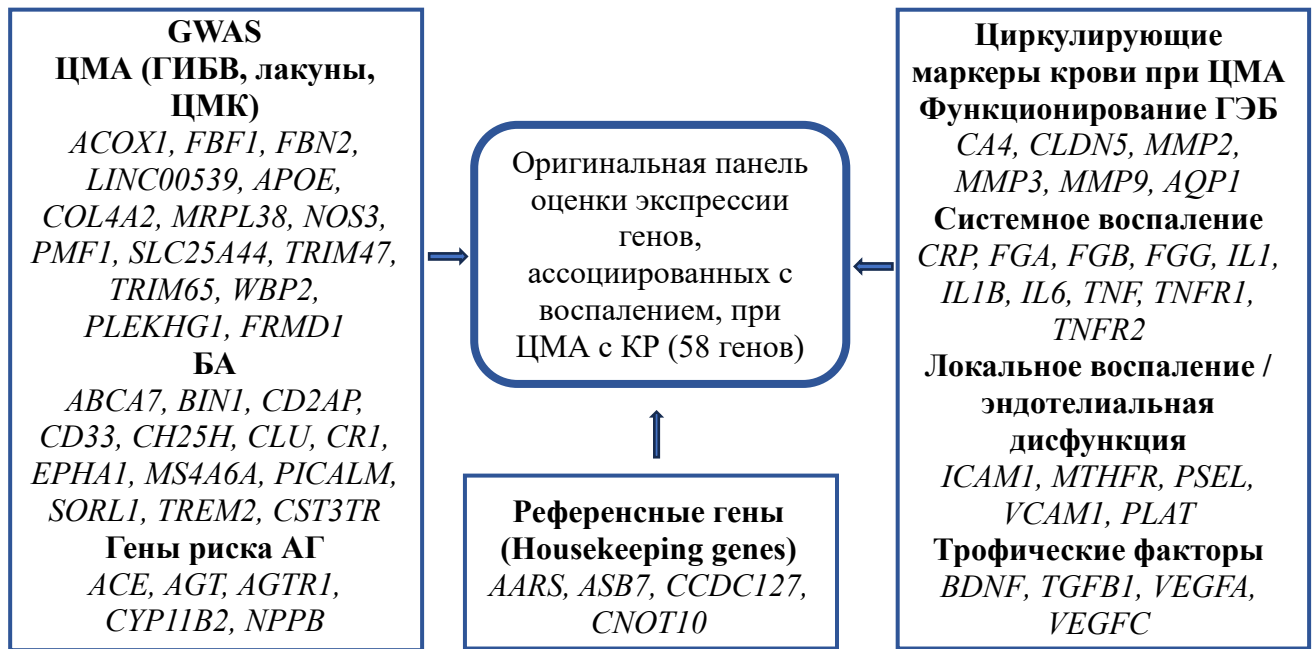 GWAS
ЦМА (ГИБВ, лакуны,
ЦМК)
ACOX1, FBF1, FBN2,
LINC00539, APOE,
COL4A2, MRPL38, NOS3,
PMF1, SLC25A44, TRIM47,
TRIM65, WBP2,
PLEKHG1, FRMD1
БА
ABCA7, BIN1, CD2AP,
CD33, CH25H, CLU, CR1,
EPHA1, MS4A6A, PICALM,
SORL1, TREM2, CST3TR
Гены риска АГ
ACE, AGT, AGTR1,
CYP11B2, NPPB
Оригинальная панель
оценки экспрессии
генов,
ассоциированных с
воспалением, при
ЦМА с КР (58 генов)
Референсные гены
(Housekeeping genes)
AARS, ASB7, CCDC127,
CNOT10
Циркулирующие
маркеры крови при ЦМА
Функционирование ГЭБ
CA4, CLDN5, MMP2,
MMP3, MMP9, AQP1
Системное воспаление
CRP, FGA, FGB, FGG, IL1,
IL1B, IL6, TNF, TNFR1,
TNFR2
Локальное воспаление /
эндотелиальная
дисфункция
ICAM1, MTHFR, PSEL,
VCAM1, PLAT
Трофические факторы
BDNF, TGFB1, VEGFA,
VEGFC